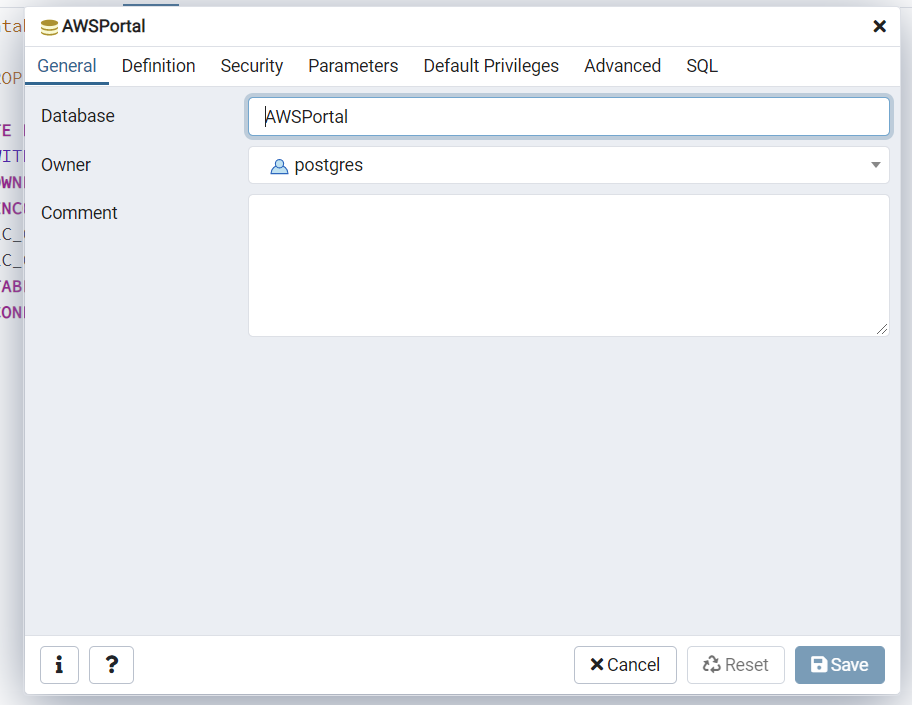 AWSPortal
General Definition Security Parameters Default Privileges Advanced SQL
Database AWSPortal
Owner postgres
Comment
i ? Cancel Reset Save